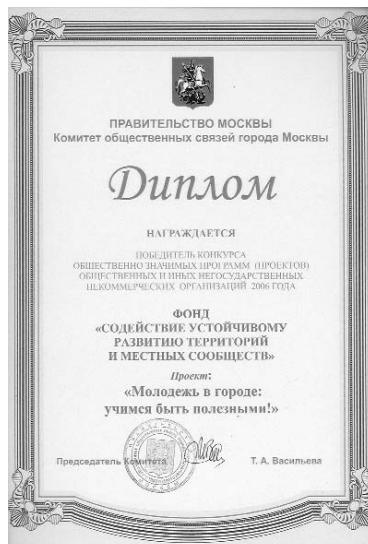 ПРАВИТЕЛЬСТВО МОСКВЫ
Комитет общественных связей города Москвы
Диплом
НАГРАЖДАЕТСЯ
ПОБЕДИТЕЛЬ КОНКУРСА
ОБЩЕСТВЕННО ЗНАЧИМЫХ ПРОГРАММ (ПРОЕКТОВ)
ОБЩЕСТВЕННЫХ И ИНЫХ НЕГОСУДАРСТВЕННЫХ
НЕКОММЕРЧЕСКИХ ОРГАНИЗАЦИЙ 2006 ГОДА
ФОНД
«СОДЕЙСТВИЕ УСТОЙЧИВОМУ
РАЗВИТИЮ ТЕРРИТОРИЙ
И МЕСТНЫХ СООБЩЕСТВ»
Проект:
«Молодежь в городе:
учимся быть полезными!»
Председатель Комитета Т. А. Васильева